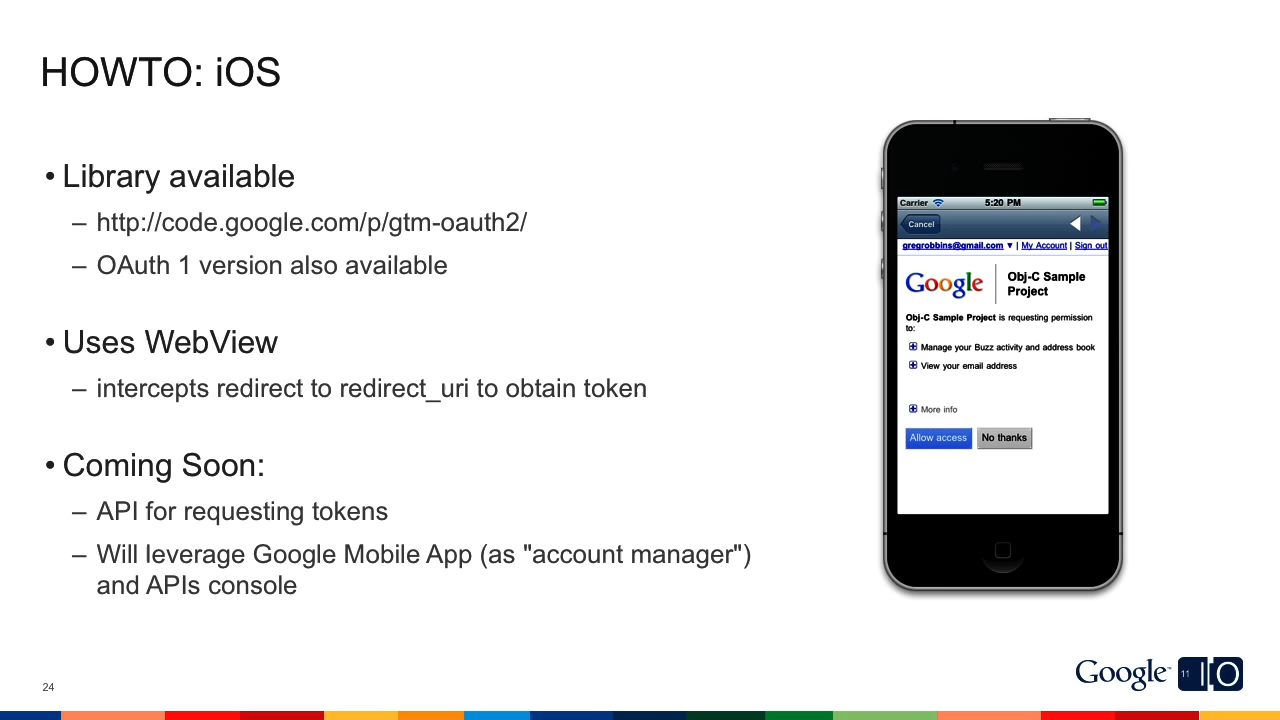 HOWTO: iOS
• Library available
– http://code.google.com/p/gtm-oauth2/
– OAuth 1 version also available
• Uses WebView
– intercepts redirect to redirect_uri to obtain token
• Coming Soon:
– API for requesting tokens
– Will leverage Google Mobile App (as "account manager")
and APIs console
Carrier 5:20 PM
Cancel
gregrobbins@gmail.com ▼ | My Account | Sign out
Google
Obj-C Sample
Project
Obj-C Sample Project is requesting permission
to:
Manage your Buzz activity and address book
View your email address
More info
Allow access No thanks
24
Google™ 11 IO